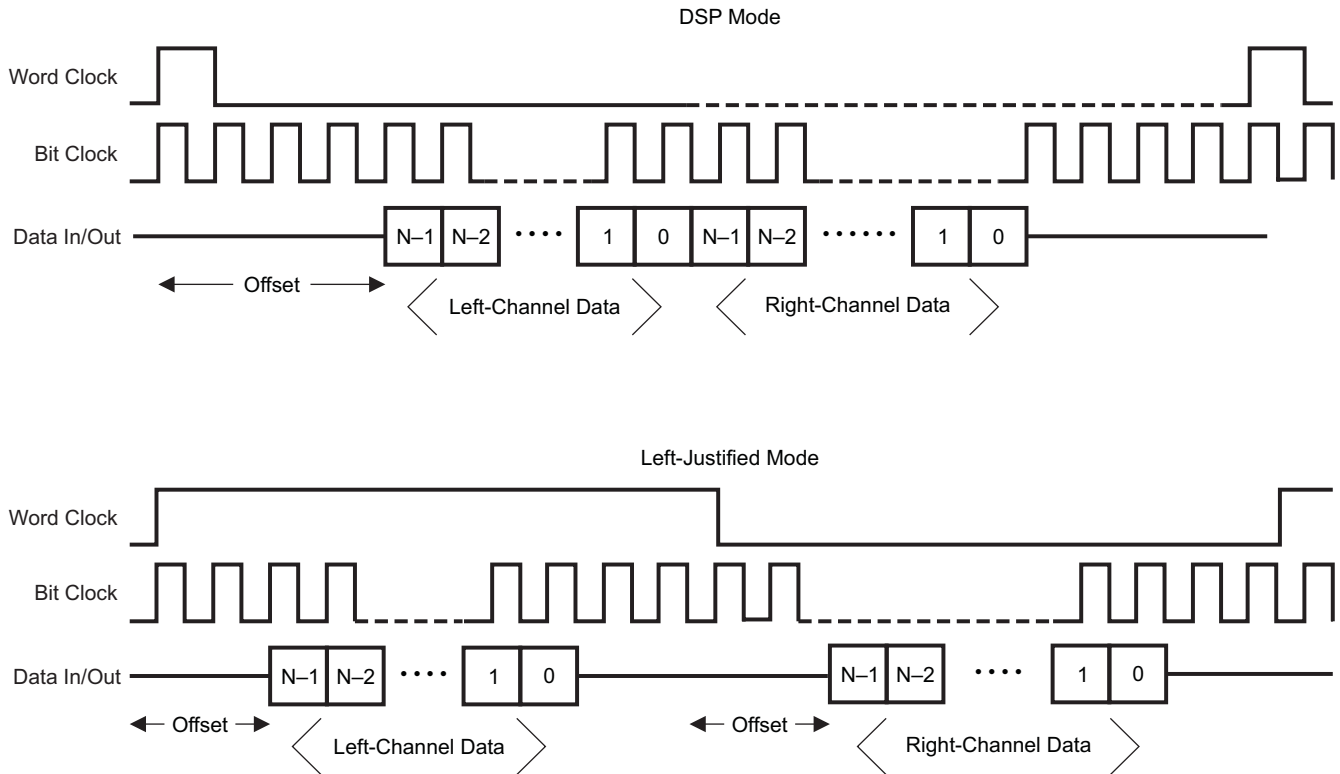 DSP Mode
Word Clock
Bit Clock
Data In/Out
N–1 N–2 •••• 1 0 N–1 N–2 •••••• 1 0
Offset
Left-Channel Data Right-Channel Data
Left-Justified Mode
Word Clock
Bit Clock
Data In/Out
N–1 N–2 •••• 1 0 N–1 N–2 •••• 1 0
Offset Offset
Left-Channel Data Right-Channel Data